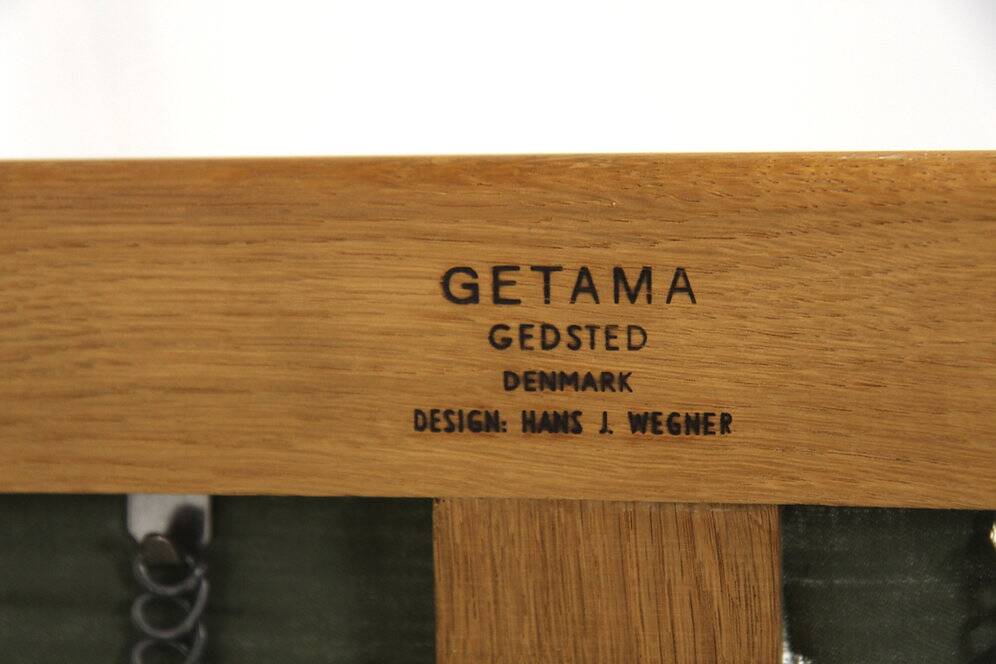 GETAMA
GEDSTED
DENMARK
DESIGN: HANS J. WEGNER